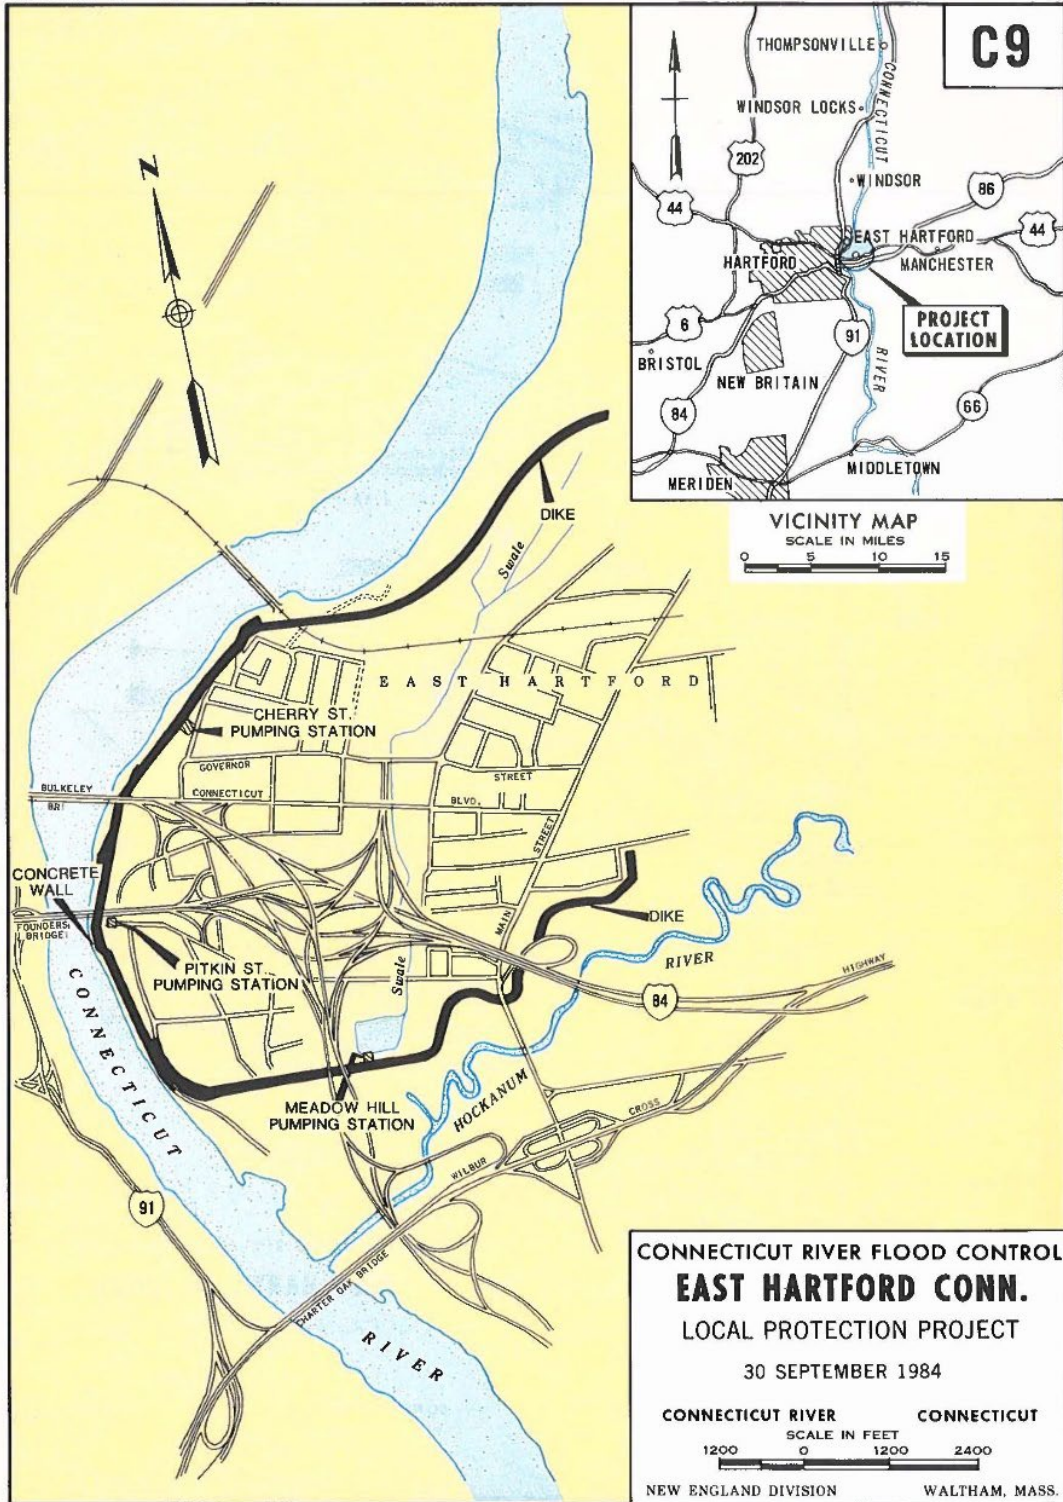 C9
THOMPSONVILLE
CONNECTICUT
WINDSOR LOCKS
202
WINDSOR
86
44
44
EAST HARTFORD
HARTFORD
MANCHESTER
PROJECT
LOCATION
6
91
BRISTOL
RIVER
NEW BRITAIN
84
66
MIDDLETOWN
MERIDEN
VICINITY MAP
SCALE IN MILES
0 5 10 15
N
DIKE
Swale
EAST HARTFORD
CHERRY ST.
PUMPING STATION
GOVERNOR
STREET
BULKELEY
BR
CONNECTICUT
BLVD.
STREET
CONCRETE
WALL
FOUNDERS
BRIDGE
MAIN
DIKE
PITKIN ST.
PUMPING STATION
Swale
RIVER
HIGHWAY
84
CONNECTICUT
MEADOW HILL
PUMPING STATION
HOCKANUM
CROSS
WILBUR
91
CHARTER OAK BRIDGE
RIVER
CONNECTICUT RIVER FLOOD CONTROL
EAST HARTFORD CONN.
LOCAL PROTECTION PROJECT
30 SEPTEMBER 1984
CONNECTICUT RIVER CONNECTICUT
SCALE IN FEET
1200 0 1200 2400
NEW ENGLAND DIVISION WALTHAM, MASS.